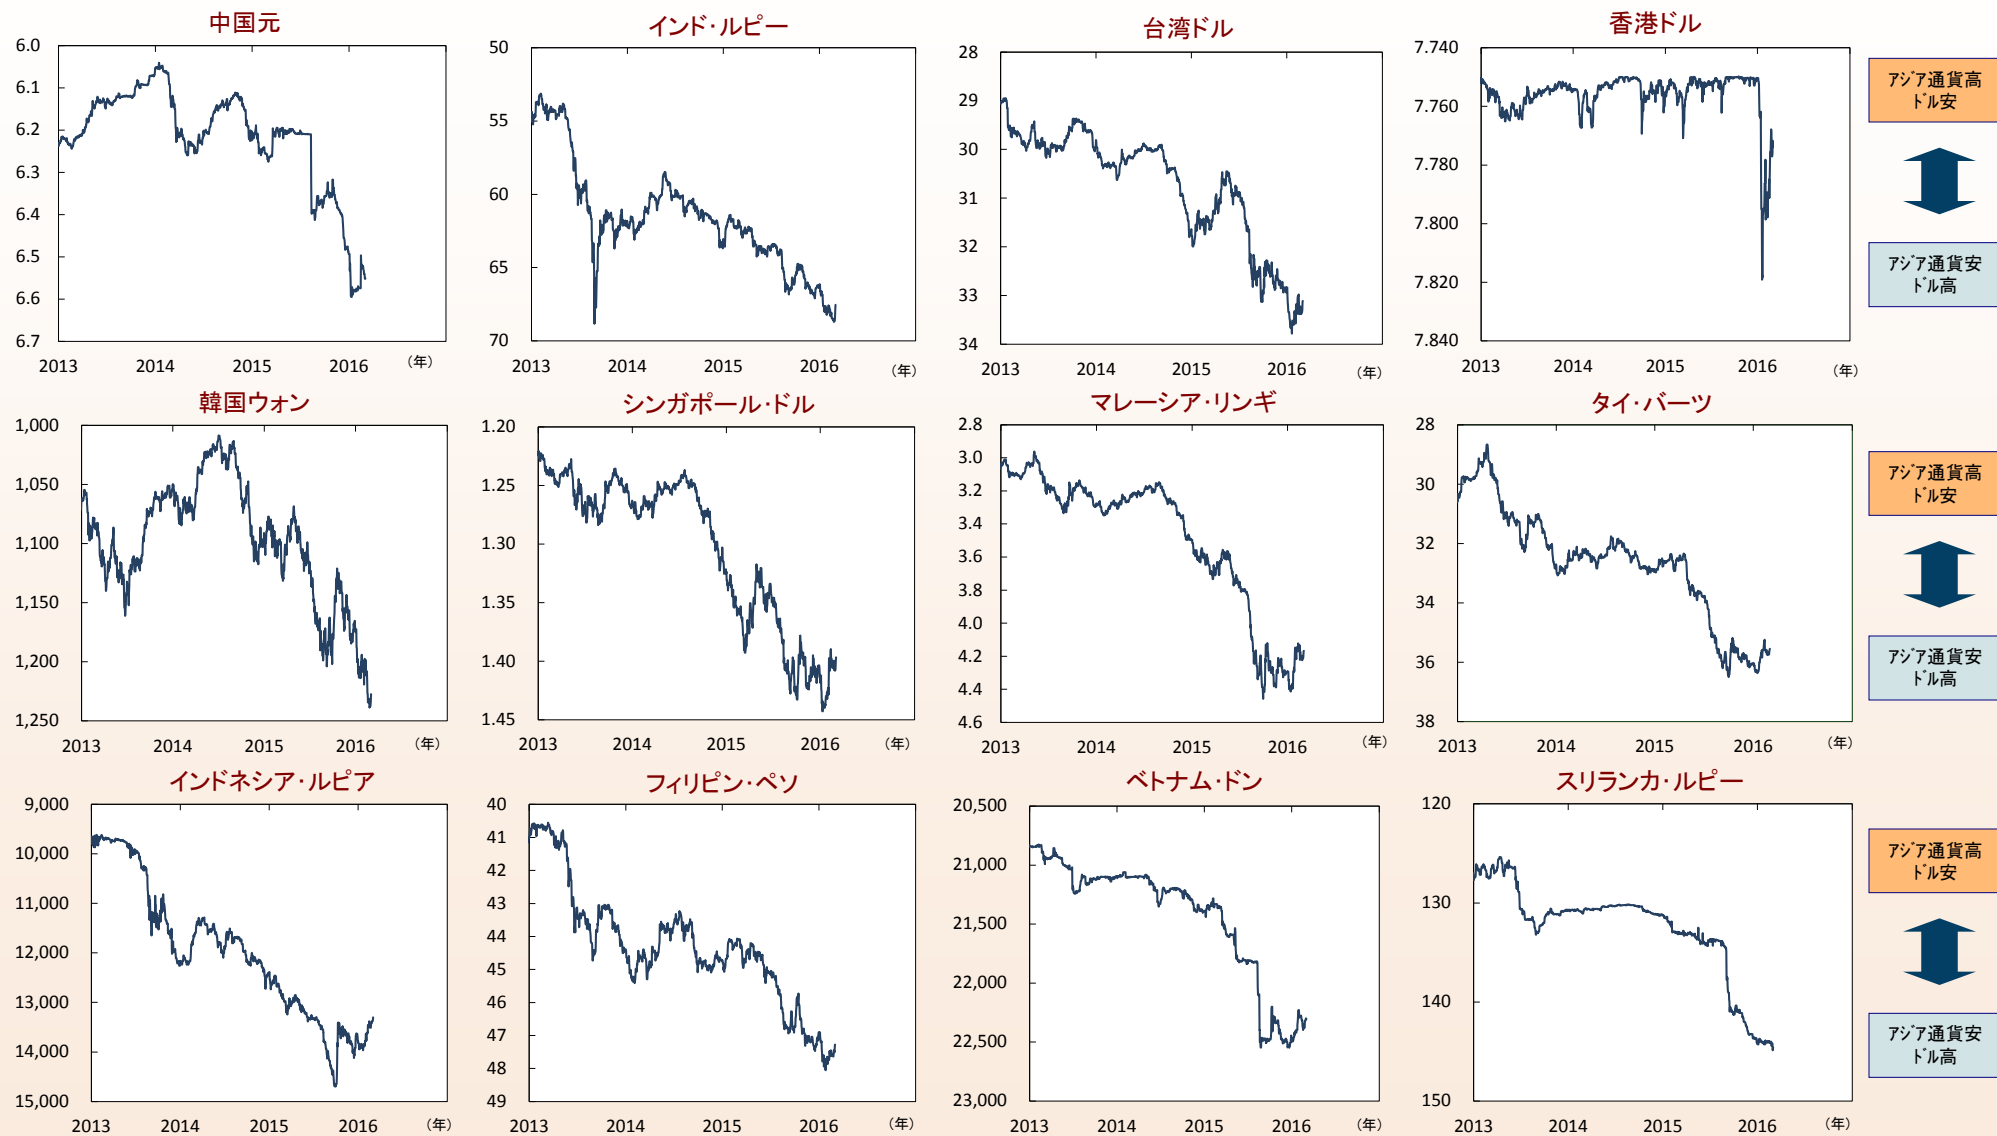 中国元
6.0
6.1
6.2
6.3
6.4
6.5
6.6
6.7
2013 2014 2015 2016 (年)
インド・ルピー
50
55
60
65
70
2013 2014 2015 2016 (年)
台湾ドル
28
29
30
31
32
33
34
2013 2014 2015 2016 (年)
香港ドル
7.740
7.760
7.780
7.800
7.820
7.840
2013 2014 2015 2016 (年)
アジア通貨高
ドル安
アジア通貨安
ドル高
韓国ウォン
1,000
1,050
1,100
1,150
1,200
1,250
2013 2014 2015 2016 (年)
シンガポール・ドル
1.20
1.25
1.30
1.35
1.40
1.45
2013 2014 2015 2016 (年)
マレーシア・リンギ
2.8
3.0
3.2
3.4
3.6
3.8
4.0
4.2
4.4
4.6
2013 2014 2015 2016 (年)
タイ・バーツ
28
30
32
34
36
38
2013 2014 2015 2016 (年)
アジア通貨高
ドル安
アジア通貨安
ドル高
インドネシア・ルピア
9,000
10,000
11,000
12,000
13,000
14,000
15,000
2013 2014 2015 2016 (年)
フィリピン・ペソ
40
41
42
43
44
45
46
47
48
49
2013 2014 2015 2016 (年)
ベトナム・ドン
20,500
21,000
21,500
22,000
22,500
23,000
2013 2014 2015 2016 (年)
スリランカ・ルピー
120
130
140
150
2013 2014 2015 2016 (年)
アジア通貨高
ドル安
アジア通貨安
ドル高